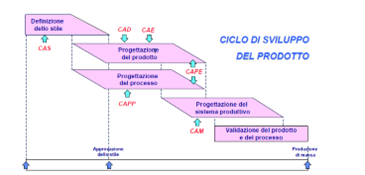 Definizione
dello stile
CAD
CAE
CICLO DI SVILUPPO
DEL PRODOTTO
CAS
Progettazione
del prodotto
Progettazione
del processo
CAPE
CAPP
Progettazione del
sistema produttivo
CAM
Validazione del prodotto
e del processo
Approvazione
dello stile
Produzione
di massa